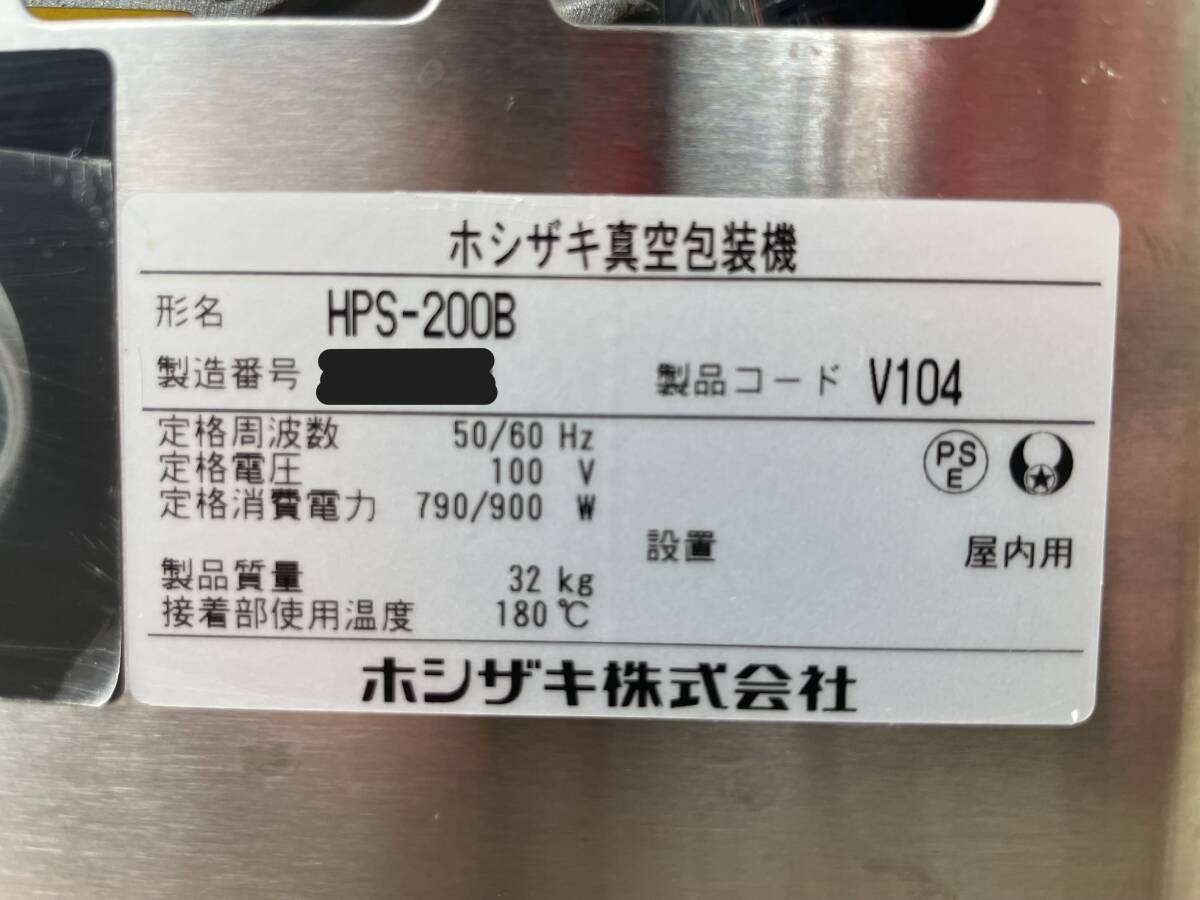 ホシザキ真空包装機
形名 HPS-200B
製造番号 製品コード V104
定格周波数 50/60 Hz
定格電圧 100 V
定格消費電力 790/900 W
PS
E
設置 屋内用
製品質量 32 kg
接着部使用温度 180 ℃
ホシザキ株式会社